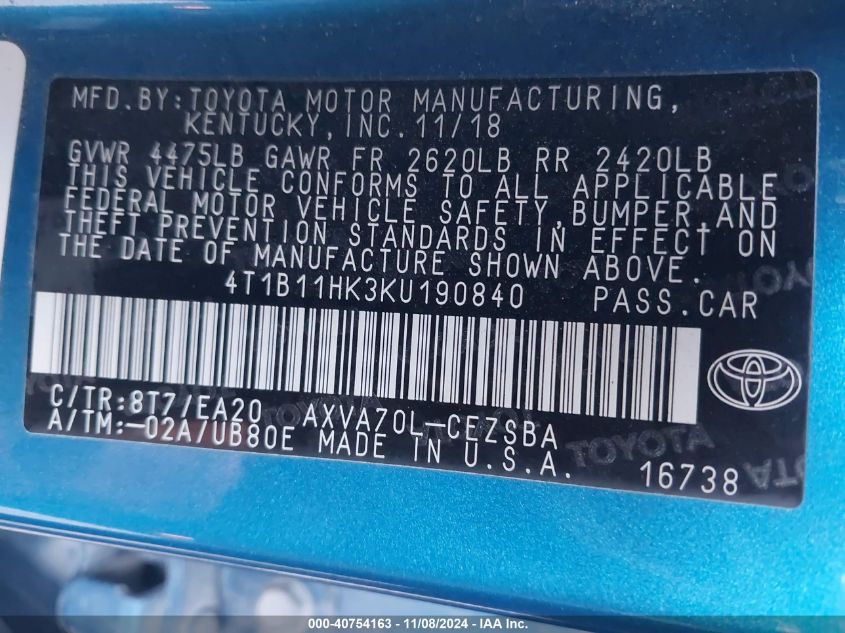 MFD. BY: TOYOTA MOTOR MANUFACTURING,
KENTUCKY, INC. 11/18
GVWR 4475LB GAWR FR 2620LB RR 2420LB
THIS VEHICLE CONFORMS TO ALL APPLICABLE
FEDERAL MOTOR VEHICLE SAFETY, BUMPER, AND
THEFT PREVENTION STANDARDS IN EFFECT ON
THE DATE OF MANUFACTURE SHOWN ABOVE.
4T1B11HK3KU190840 PASS. CAR
C/TR: 8T7/EA20 AXVA70L-CEZSBA
A/TM: -02A/UB80E MADE IN U.S.A.
16738
000-40754163 - 11/08/2024 - IAA Inc.